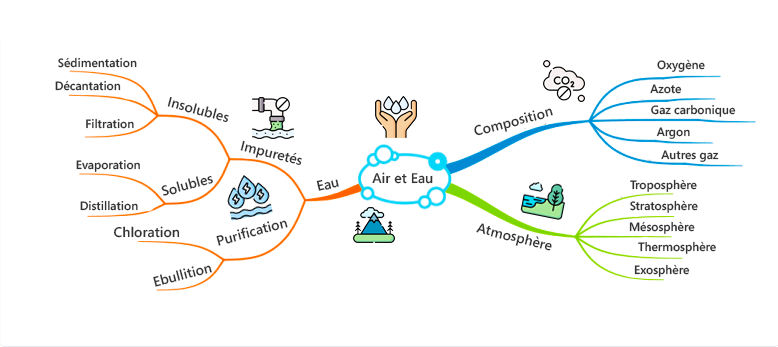 Air et Eau
Eau
Impuretés
Insolubles
Sédimentation
Décantation
Filtration
Solubles
Evaporation
Distillation
Purification
Chloration
Ebullition
Composition
CO2
Oxygène
Azote
Gaz carbonique
Argon
Autres gaz
Atmosphère
Troposphère
Stratosphère
Mésosphère
Thermosphère
Exosphère